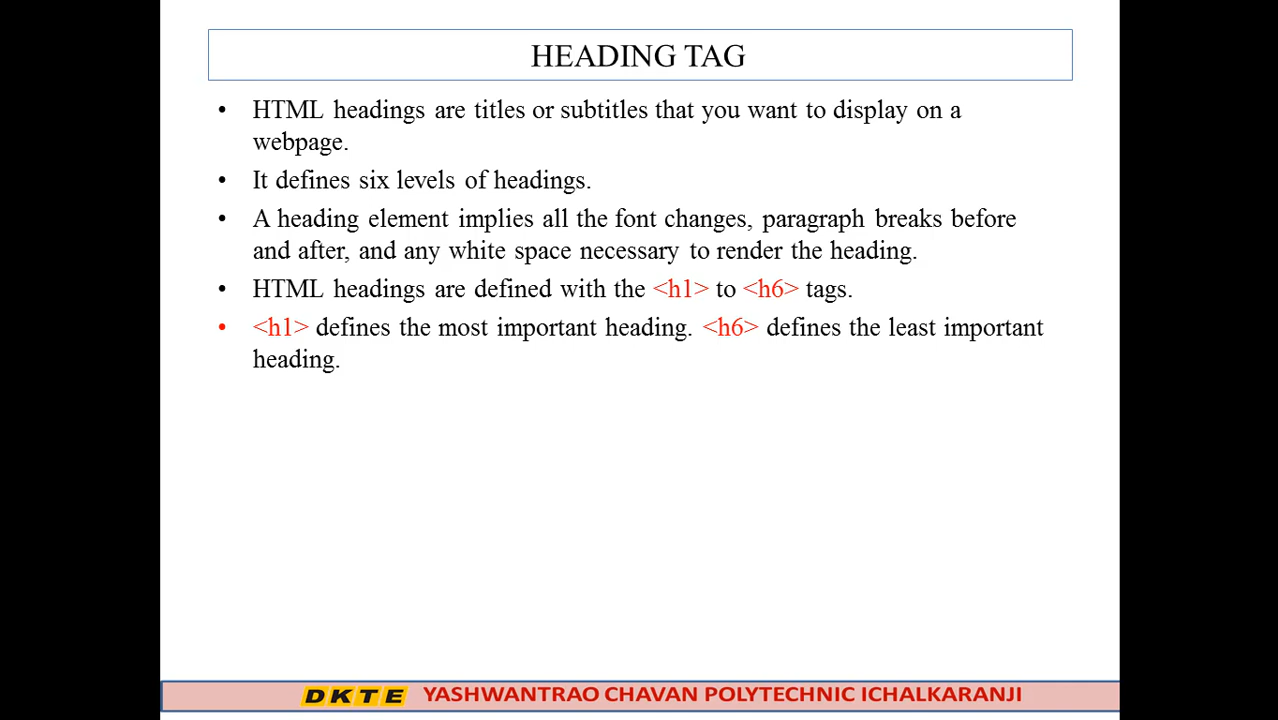 HEADING TAG
• HTML headings are titles or subtitles that you want to display on a
webpage.
• It defines six levels of headings.
• A heading element implies all the font changes, paragraph breaks before
and after, and any white space necessary to render the heading.
• HTML headings are defined with the <h1> to <h6> tags.
• <h1> defines the most important heading. <h6> defines the least important
heading.
DKTE YASHWANTRAO CHAVAN POLYTECHNIC ICHALKARANJI